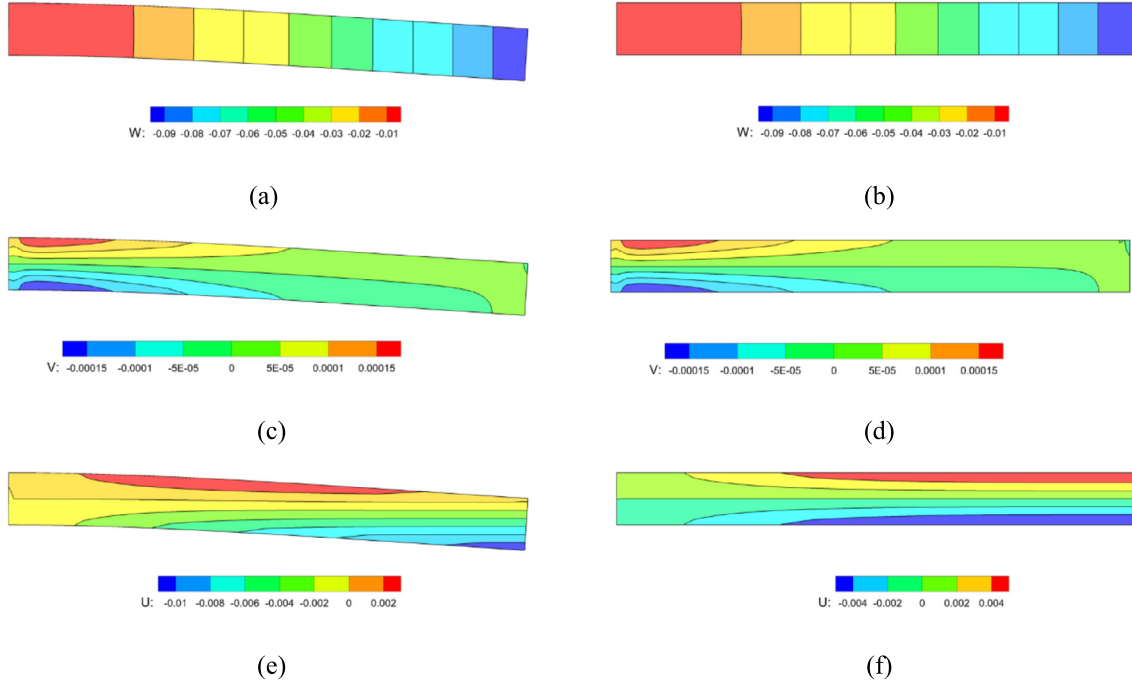 W: -0.09 -0.08 -0.07 -0.06 -0.05 -0.04 -0.03 -0.02 -0.01
W: -0.09 -0.08 -0.07 -0.06 -0.05 -0.04 -0.03 -0.02 -0.01
(a)
(b)
V: -0.00015 -0.0001 -5E-05 0 5E-05 0.0001 0.00015
V: -0.00015 -0.0001 -5E-05 0 5E-05 0.0001 0.00015
(c)
(d)
U: -0.01 -0.008 -0.006 -0.004 -0.002 0 0.002
U: -0.004 -0.002 0 0.002 0.004
(e)
(f)